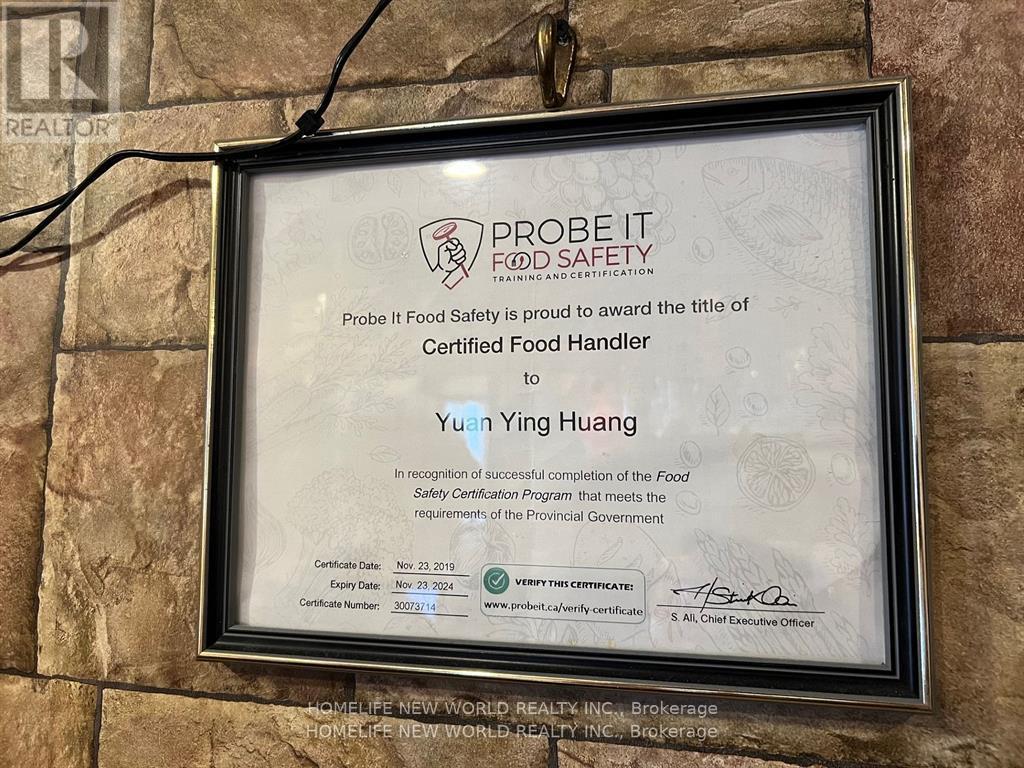 REALTOR
PROBE IT
FOOD SAFETY
TRAINING AND CERTIFICATION
Probe It Food Safety is proud to award the title of
Certified Food Handler
to
Yuan Ying Huang
In recognition of successful completion of the Food
Safety Certification Program that meets the
requirements of the Provincial Government
Certificate Date: Nov. 23, 2019
Expiry Date: Nov. 23, 2024
Certificate Number: 30073714
VERIFY THIS CERTIFICATE:
www.probeit.ca/verify-certificate
S. Ali, Chief Executive Officer
HOMELIFE NEW WORLD REALTY INC., Brokerage
HOMELIFE NEW WORLD REALTY INC., Brokerage